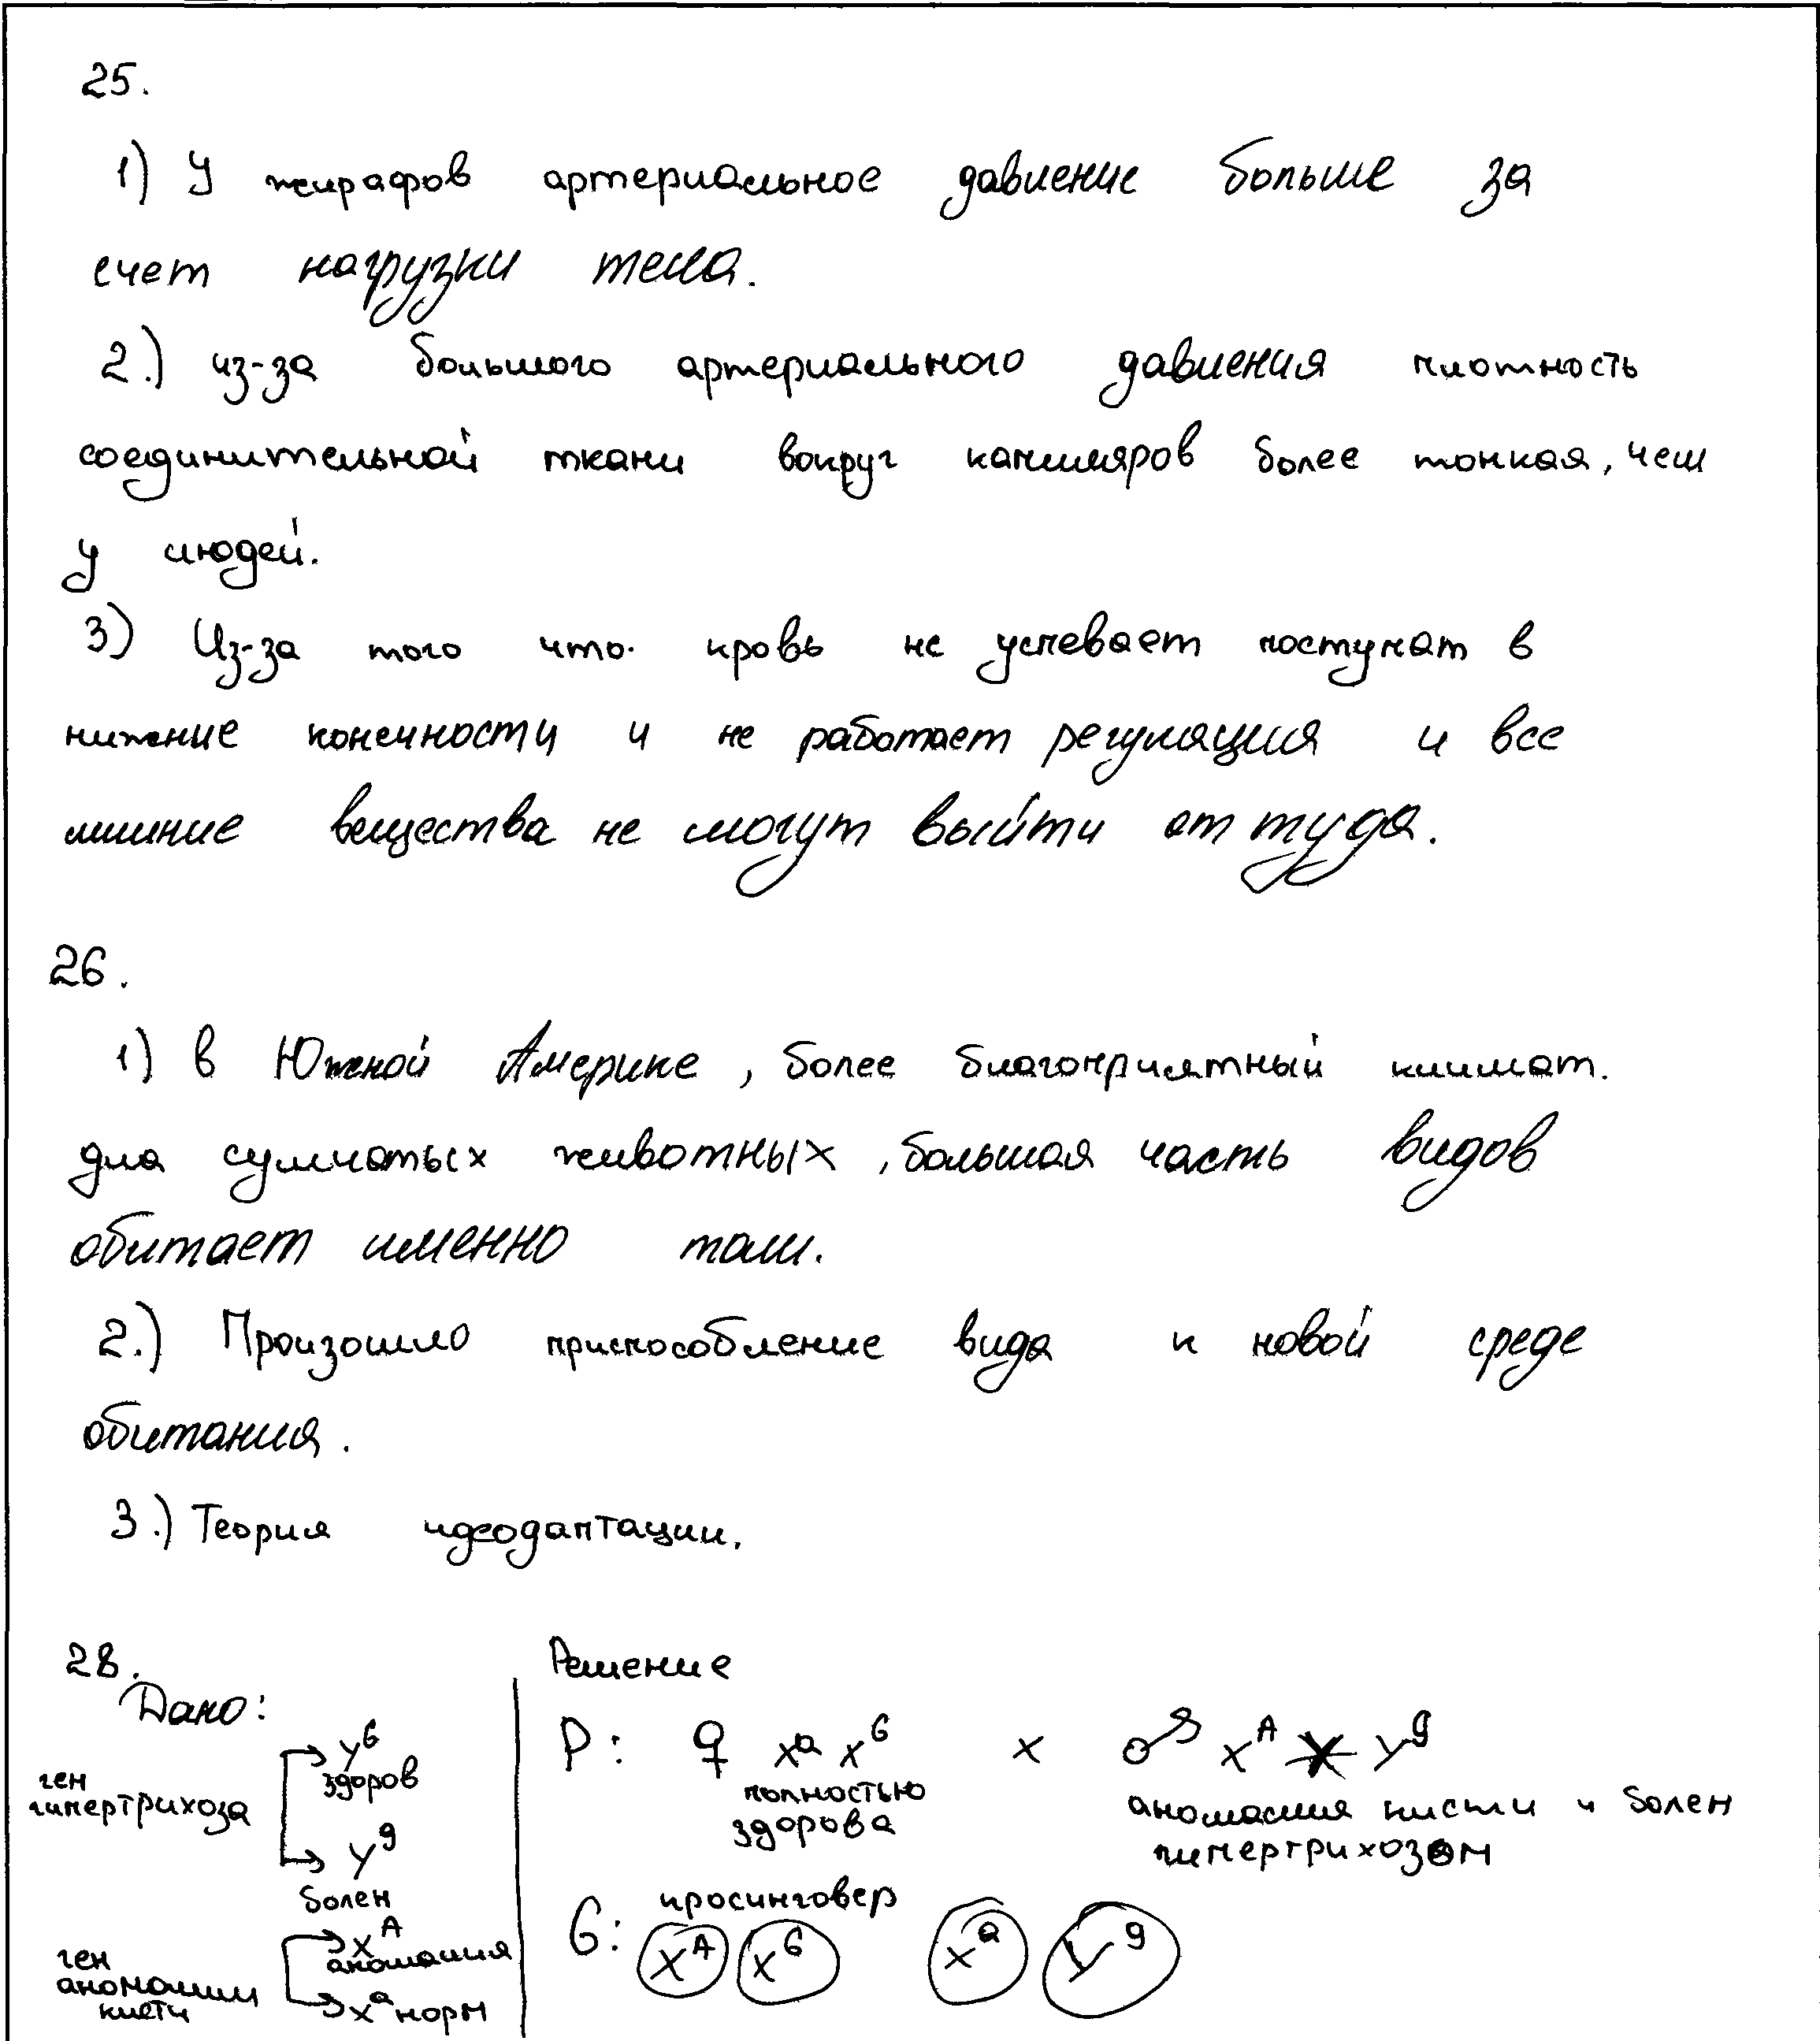 25.
1) У жирафов артериальное давление больше за
счет нагрузки тела.
2.) из-за большого артериального давления плотность
соединительной ткани вокруг капилляров более тонкая, чем
у людей.
3) Из-за того что. кровь не успевает поступат в
нижние конечности и не работает регуляция и все
лишние вещества не могут выйти от туда.
26.
1) в Южной Америке, более благоприятный климат.
для сумчатых животных, большая часть видов
обитает именно там.
2.) Произошло приспособление вида к новой среде
обитания.
3.) Теория идеодаптации.
28.
Дано:
ген гипертрихоза
Y^G здоров
Y^g болен
ген аномалии кисти
X^A аномалия
X^a норм
Решение
P: ♀ X^a X^G × ♂ X^A Y^g
полностью здорова
аномалия кисти и болен гипертрихозом
кросинговер
G: X^A X^G X^a Y^g